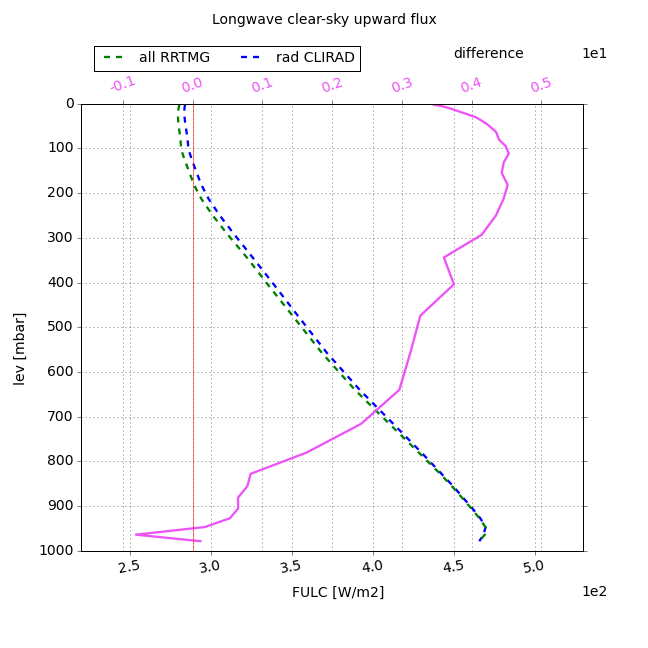 Longwave clear-sky upward flux
all RRTMG rad CLIRAD difference 1e1
-0.1 0.0 0.1 0.2 0.3 0.4 0.5
0
100
200
300
400
500
600
700
800
900
1000
lev [mbar]
2.5 3.0 3.5 4.0 4.5 5.0
FULC [W/m2] 1e2